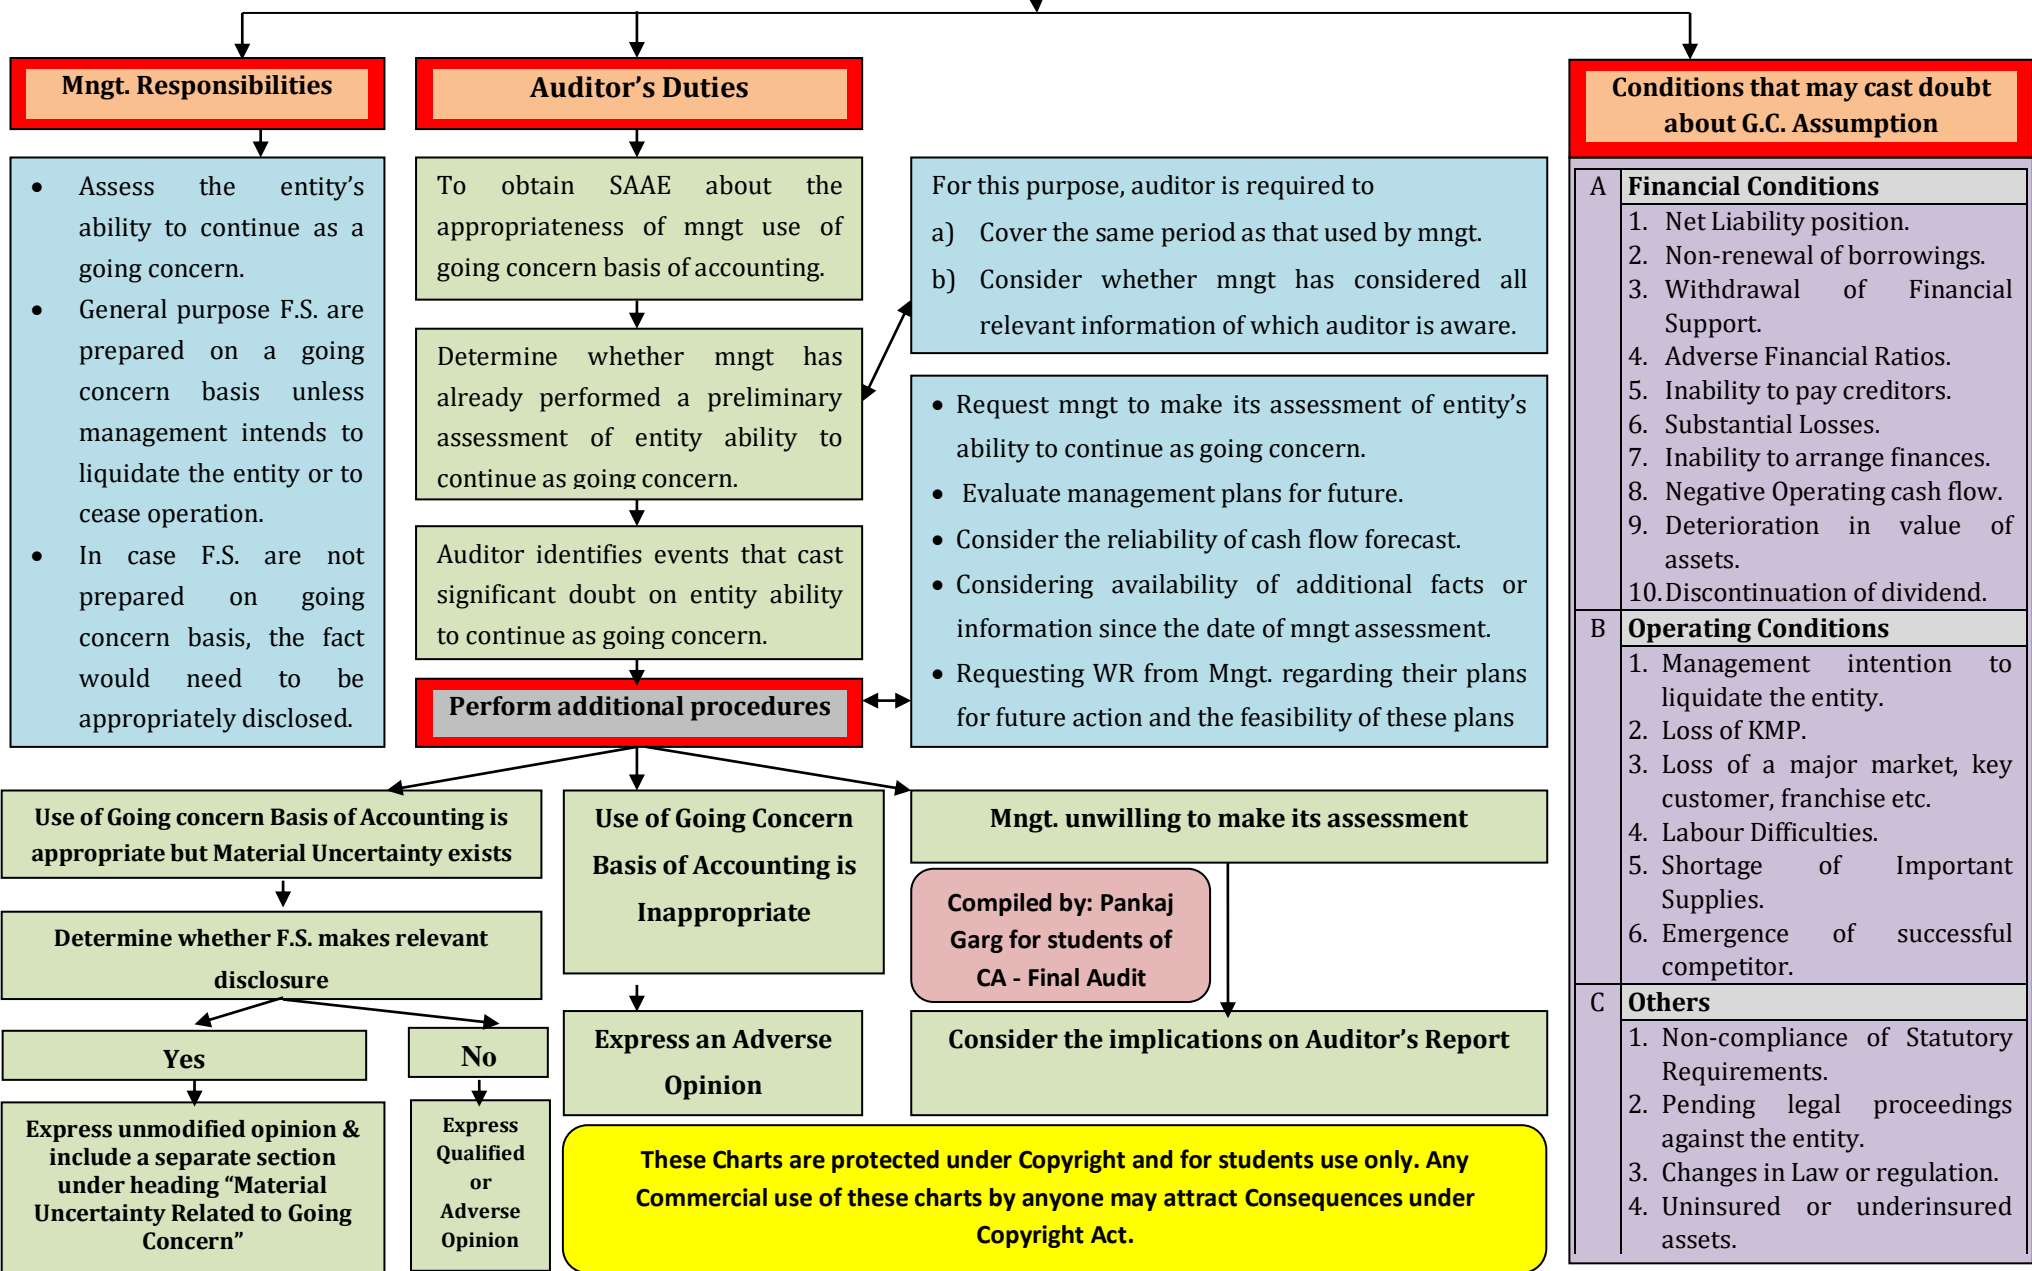 Mngt. Responsibilities
• Assess the entity’s
ability to continue as a
going concern.
• General purpose F.S. are
prepared on a going
concern basis unless
management intends to
liquidate the entity or to
cease operation.
• In case F.S. are not
prepared on going
concern basis, the fact
would need to be
appropriately disclosed.
Auditor’s Duties
To obtain SAAE about the
appropriateness of mngt use of
going concern basis of accounting.
Determine whether mngt has
already performed a preliminary
assessment of entity ability to
continue as going concern.
Auditor identifies events that cast
significant doubt on entity ability
to continue as going concern.
Perform additional procedures
For this purpose, auditor is required to
a) Cover the same period as that used by mngt.
b) Consider whether mngt has considered all
relevant information of which auditor is aware.
• Request mngt to make its assessment of entity’s
ability to continue as going concern.
• Evaluate management plans for future.
• Consider the reliability of cash flow forecast.
• Considering availability of additional facts or
information since the date of mngt assessment.
• Requesting WR from Mngt. regarding their plans
for future action and the feasibility of these plans
Use of Going concern Basis of Accounting is
appropriate but Material Uncertainty exists
Determine whether F.S. makes relevant
disclosure
Yes
No
Express unmodified opinion &
include a separate section
under heading “Material
Uncertainty Related to Going
Concern”
Express
Qualified
or
Adverse
Opinion
Use of Going Concern
Basis of Accounting is
Inappropriate
Express an Adverse
Opinion
Mngt. unwilling to make its assessment
Compiled by: Pankaj
Garg for students of
CA - Final Audit
Consider the implications on Auditor’s Report
These Charts are protected under Copyright and for students use only. Any
Commercial use of these charts by anyone may attract Consequences under
Copyright Act.
Conditions that may cast doubt
about G.C. Assumption
A Financial Conditions
1. Net Liability position.
2. Non-renewal of borrowings.
3. Withdrawal of Financial
Support.
4. Adverse Financial Ratios.
5. Inability to pay creditors.
6. Substantial Losses.
7. Inability to arrange finances.
8. Negative Operating cash flow.
9. Deterioration in value of
assets.
10. Discontinuation of dividend.
B Operating Conditions
1. Management intention to
liquidate the entity.
2. Loss of KMP.
3. Loss of a major market, key
customer, franchise etc.
4. Labour Difficulties.
5. Shortage of Important
Supplies.
6. Emergence of successful
competitor.
C Others
1. Non-compliance of Statutory
Requirements.
2. Pending legal proceedings
against the entity.
3. Changes in Law or regulation.
4. Uninsured or underinsured
assets.